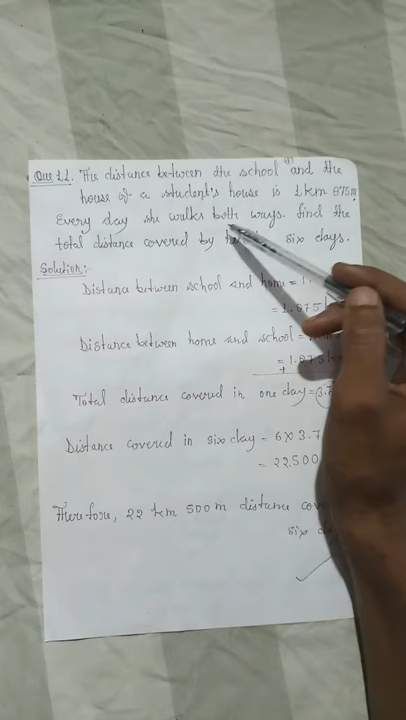 Que 11. The distance between the school and the
house of a student's house is 1 km 875 m.
Every day she walks both ways. find the
total distance covered by her in six days.
Solution:-
Distance between school and home = 1.
= 1.875
Distance between home and school =
= 1.875
+
Total distance covered in one day = 3.7
Distance covered in six day = 6 X 3.7
= 22.500
Therefore, 22 km 500 m distance
six